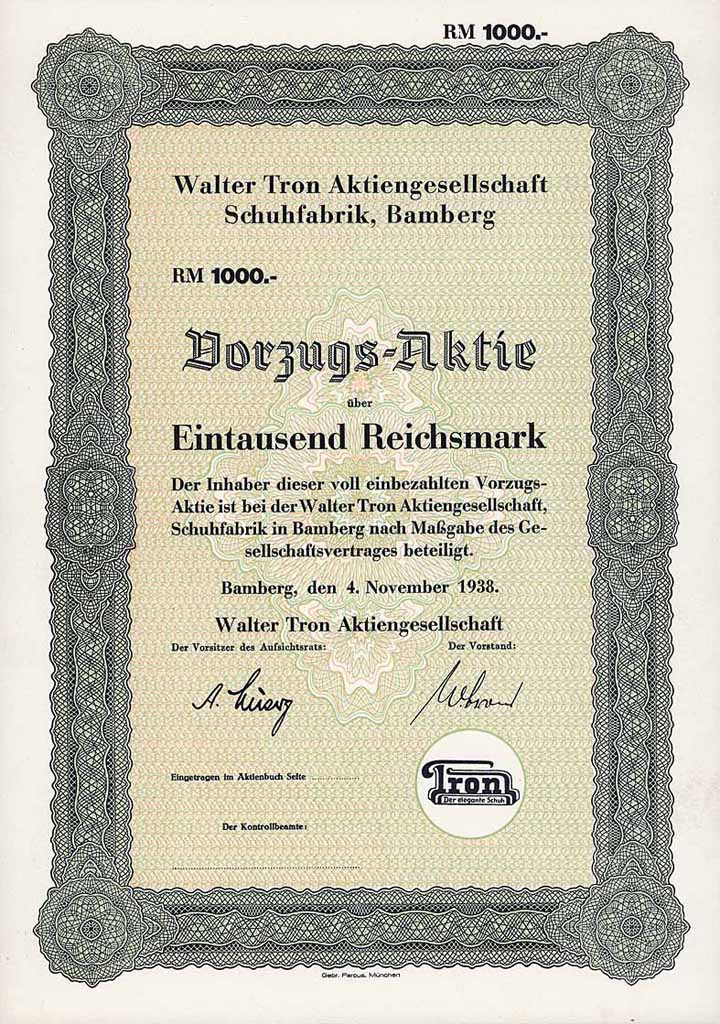 RM 1000.-
Walter Tron Aktiengesellschaft
Schuhfabrik, Bamberg
RM 1000.-
Vorzugs-Aktie
über
Eintausend Reichsmark
Der Inhaber dieser voll einbezahlten Vorzugs-
Aktie ist bei der Walter Tron Aktiengesellschaft,
Schuhfabrik in Bamberg nach Maßgabe des Ge-
sellschaftsvertrages beteiligt.
Bamberg, den 4. November 1938.
Walter Tron Aktiengesellschaft
Der Vorsitzer des Aufsichtsrats: Der Vorstand:
A. W. Tron
Eingetragen im Aktienbuch Seite
Tron
Der elegante Schuh
Der Kontrollbeamte:
Gebr. Parcus, München